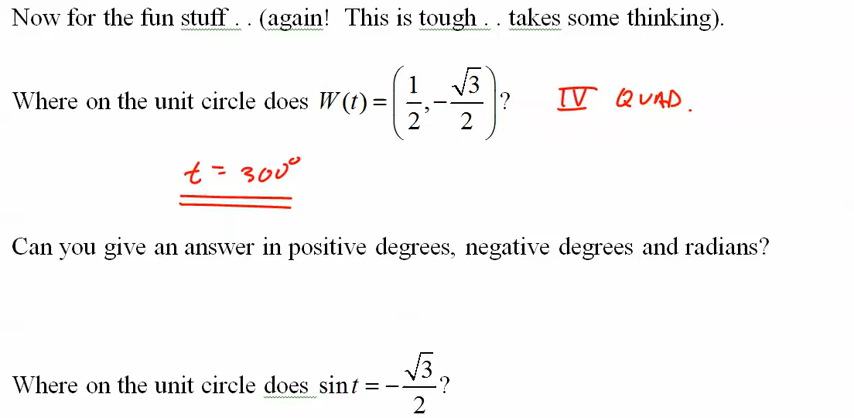 Now for the fun stuff . . (again!  This is tough . . takes some thinking).
Where on the unit circle does W(t) = (1/2, -√3/2)?  IV QUAD.
t = 300°
Can you give an answer in positive degrees, negative degrees and radians?
Where on the unit circle does sin t = -√3/2?